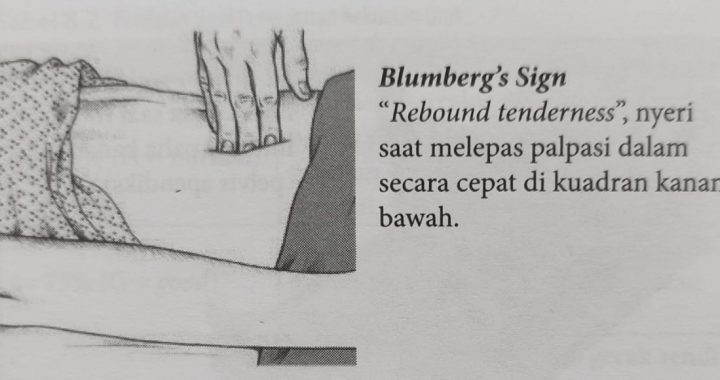 Blumberg's Sign
“Rebound tenderness”, nyeri
saat melepas palpasi dalam
secara cepat di kuadran kanan
bawah.